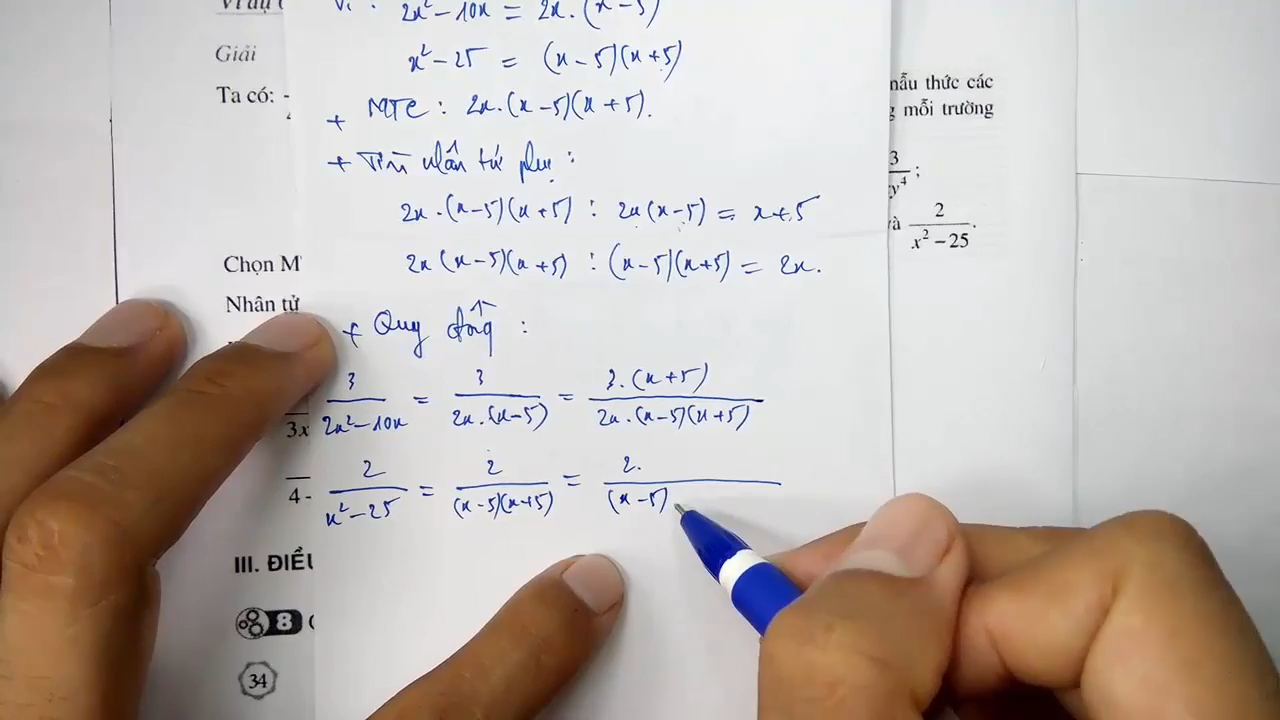 Vì : 2x² - 10x = 2x.(x - 5)
x² - 25 = (x - 5)(x + 5)
+ MTC : 2x.(x - 5)(x + 5).
+ Tìm nhân tử phụ :
2x.(x - 5)(x + 5) : 2x(x - 5) = x + 5
2x(x - 5)(x + 5) : (x - 5)(x + 5) = 2x.
+ Quy đồng :
3/(2x² - 10x) = 3/(2x.(x - 5)) = 3.(x + 5)/(2x.(x - 5)(x + 5))
2/(x² - 25) = 2/((x - 5)(x + 5)) = 2./(x - 5)
Giải
Ta có: -
Chọn M
Nhân tử
3x
4 -
III. ĐIỀU
8
34
mẫu thức các
mỗi trường
3/y⁴ ;
và 2/(x² - 25).